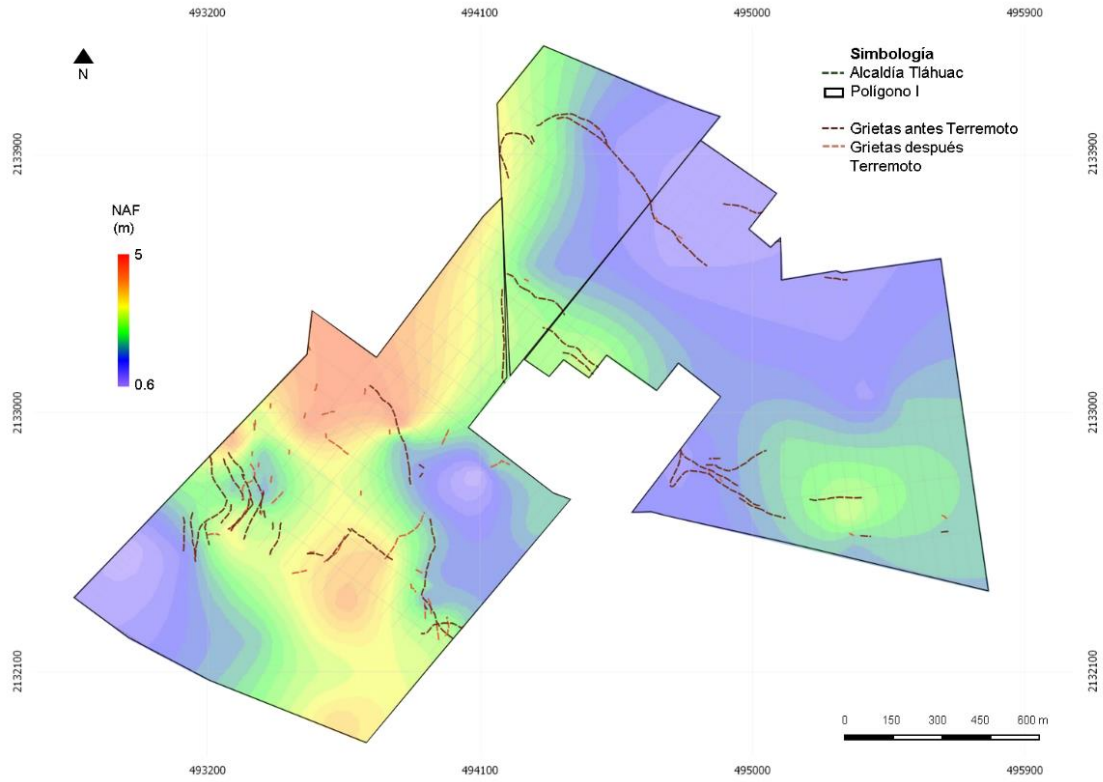 493200 494100 495000 495900
N
Simbología
Alcaldía Tláhuac
Polígono I
Grietas antes Terremoto
Grietas después
Terremoto
2133900 2133900
NAF
(m)
5
0.6
2133000 2133000
2132100 2132100
0 150 300 450 600 m
493200 494100 495000 495900